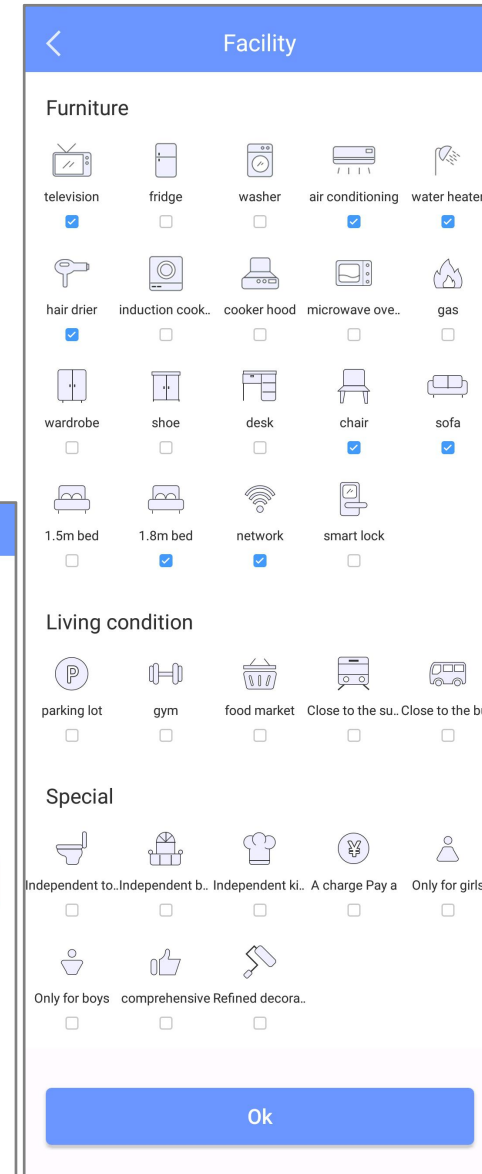 Facility
Furniture
television fridge washer air conditioning water heater
hair drier induction cook.. cooker hood microwave ove.. gas
wardrobe shoe desk chair sofa
1.5m bed 1.8m bed network smart lock
Living condition
P
parking lot gym food market Close to the su.. Close to the bu
Special
¥
Independent to.. Independent b.. Independent ki.. A charge Pay a Only for girls
Only for boys comprehensive Refined decora..
Ok